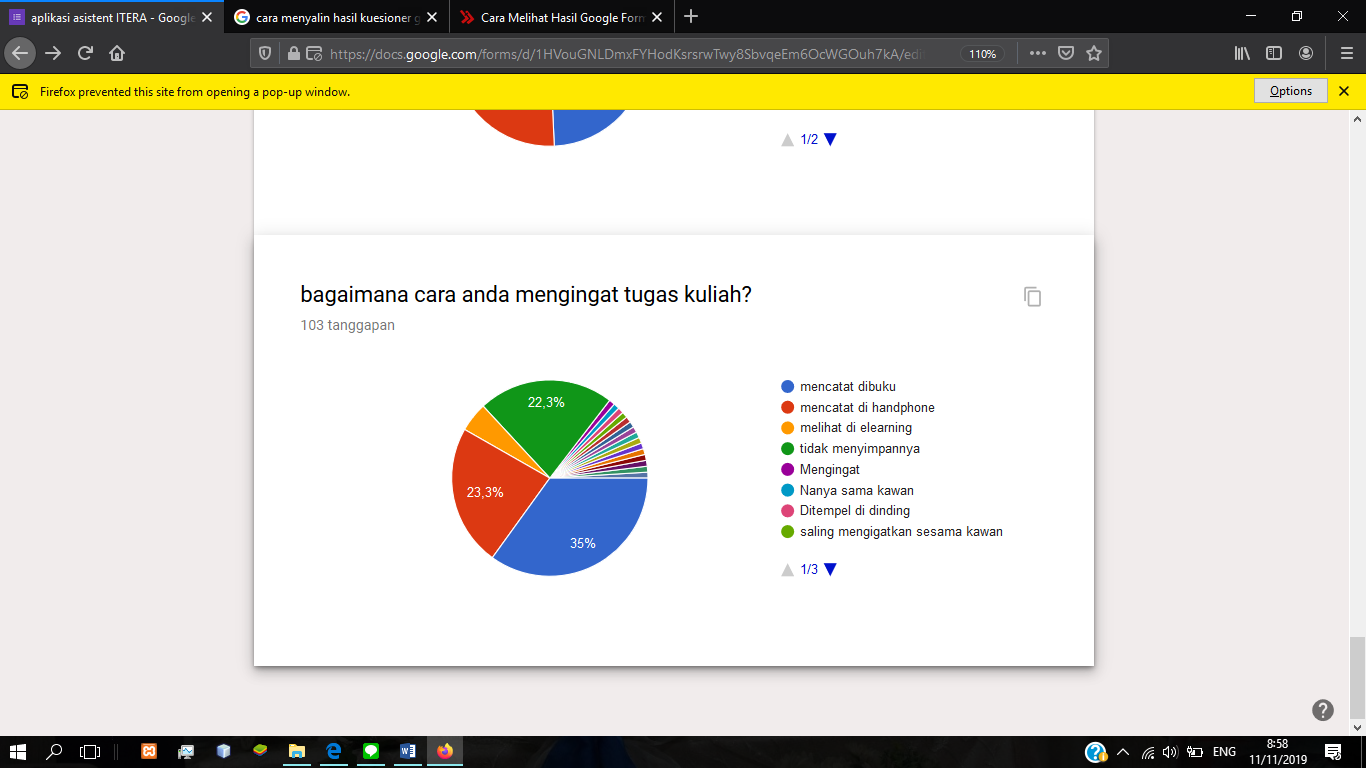 aplikasi asistent ITERA - Google
cara menyalin hasil kuesioner g
Cara Melihat Hasil Google Form
https://docs.google.com/forms/d/1HVouGNLDmxFYHodKsrsrwTwy8SbvqeEm6OcWGOuh7kA/edi
110%
Firefox prevented this site from opening a pop-up window.
Options
1/2
bagaimana cara anda mengingat tugas kuliah?
103 tanggapan
22,3%
23,3%
35%
mencatat dibuku
mencatat di handphone
melihat di elearning
tidak menyimpannya
Mengingat
Nanya sama kawan
Ditempel di dinding
saling mengigatkan sesama kawan
1/3
ENG
8:58
11/11/2019